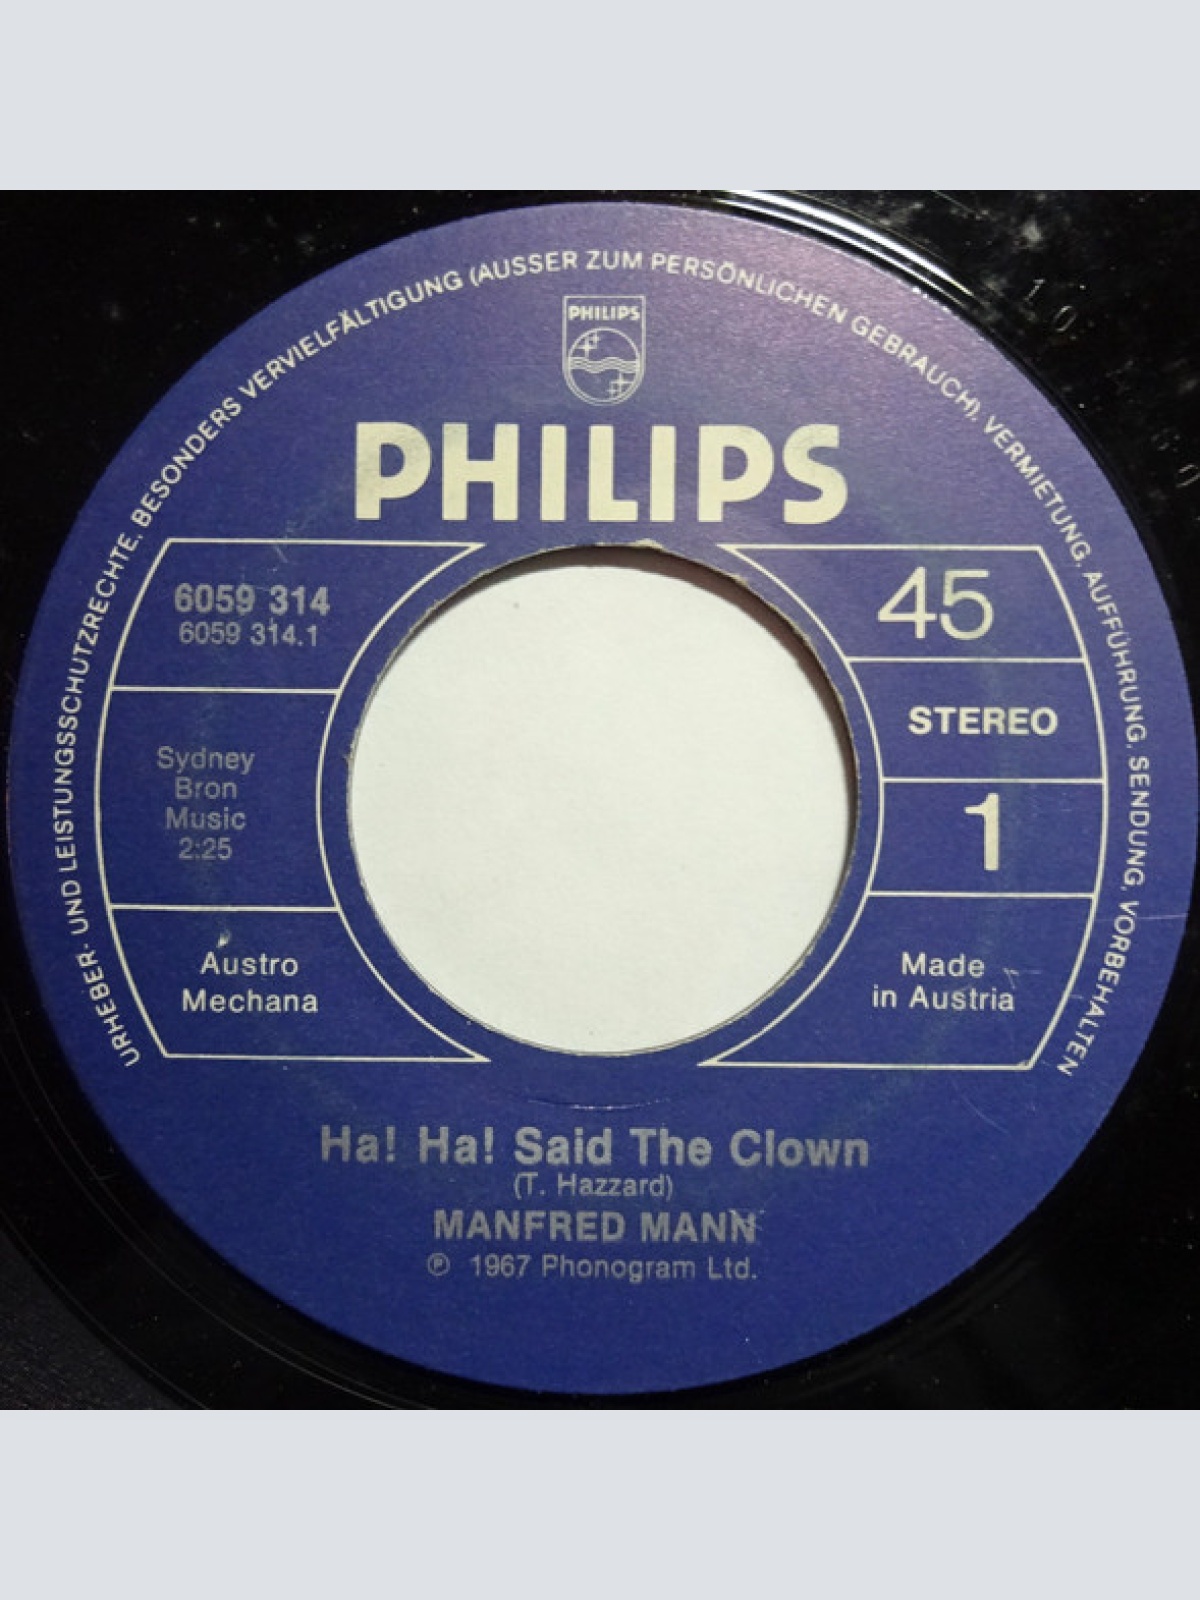 URHEBER- UND LEISTUNGSSCHUTZRECHTE, BESONDERS VERVIELFÄLTIGUNG (AUSSER ZUM PERSÖNLICHEN GEBRAUCH), VERMIETUNG, AUFFÜHRUNG, SENDUNG, VORBEHALTEN
PHILIPS
PHILIPS
6059 314
6059 314.1
45
STEREO
Sydney
Bron
Music
2:25
1
Austro
Mechana
Made
in Austria
Ha! Ha! Said The Clown
(T. Hazzard)
MANFRED MANN
℗ 1967 Phonogram Ltd.
10